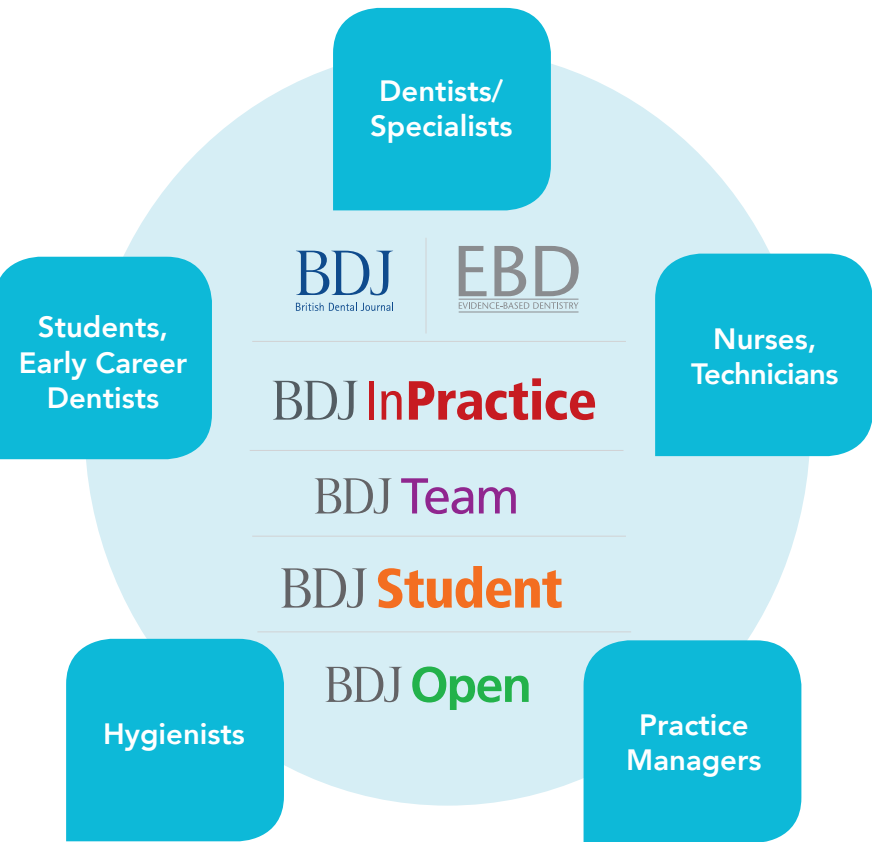 Dentists/
Specialists
BDJ
British Dental Journal
EBD
EVIDENCE-BASED DENTISTRY
Students,
Early Career
Dentists
Nurses,
Technicians
BDJ InPractice
BDJ Team
BDJ Student
BDJ Open
Hygienists
Practice
Managers